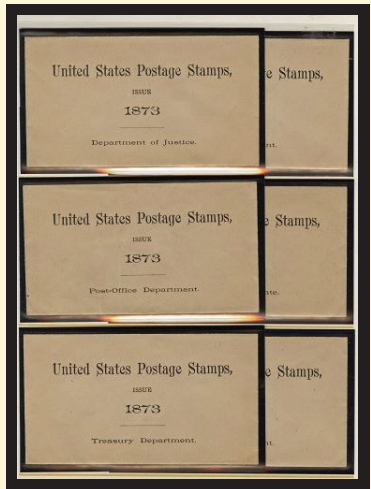 United States Postage Stamps,
ISSUE
1873
Department of Justice.
e Stamps,
nt.
United States Postage Stamps,
ISSUE
1873
Post-Office Department.
e Stamps,
te.
United States Postage Stamps,
ISSUE
1873
Treasury Department.
e Stamps,
t.